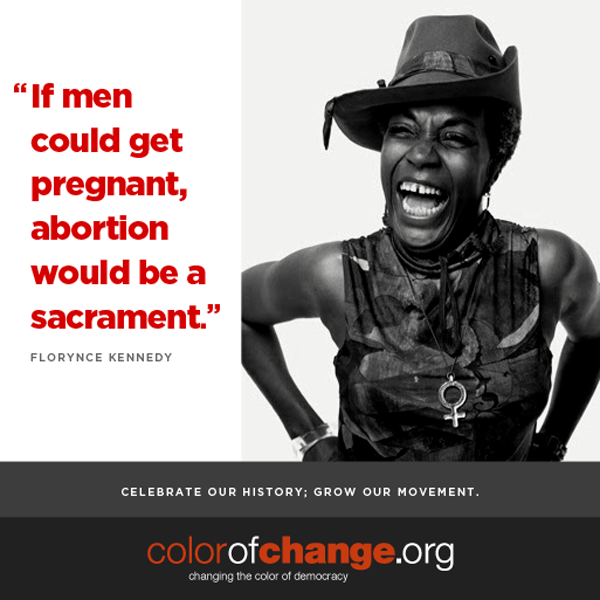 “If men
could get
pregnant,
abortion
would be a
sacrament.”
FLORYNCE KENNEDY
CELEBRATE OUR HISTORY; GROW OUR MOVEMENT.
colorofchange.org
changing the color of democracy